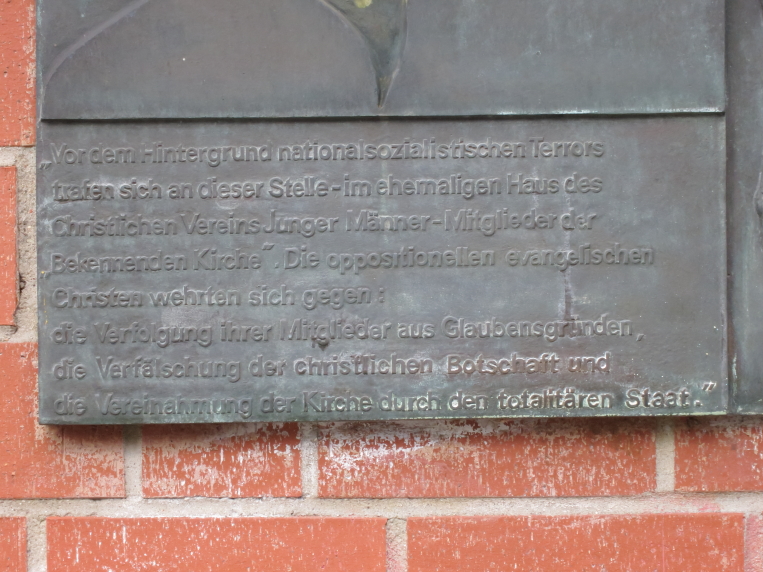 „Vor dem Hintergrund nationalsozialistischen Terrors
trafen sich an dieser Stelle-im ehemaligen Haus des
Christlichen Vereins Junger Männer-Mitglieder der
Bekennenden Kirche". Die oppositionellen evangelischen
Christen wehrten sich gegen:
die Verfolgung ihrer Mitglieder aus Glaubensgründen,
die Verfälschung der christlichen Botschaft und
die Vereinahmung der Kirche durch den totalitären Staat."